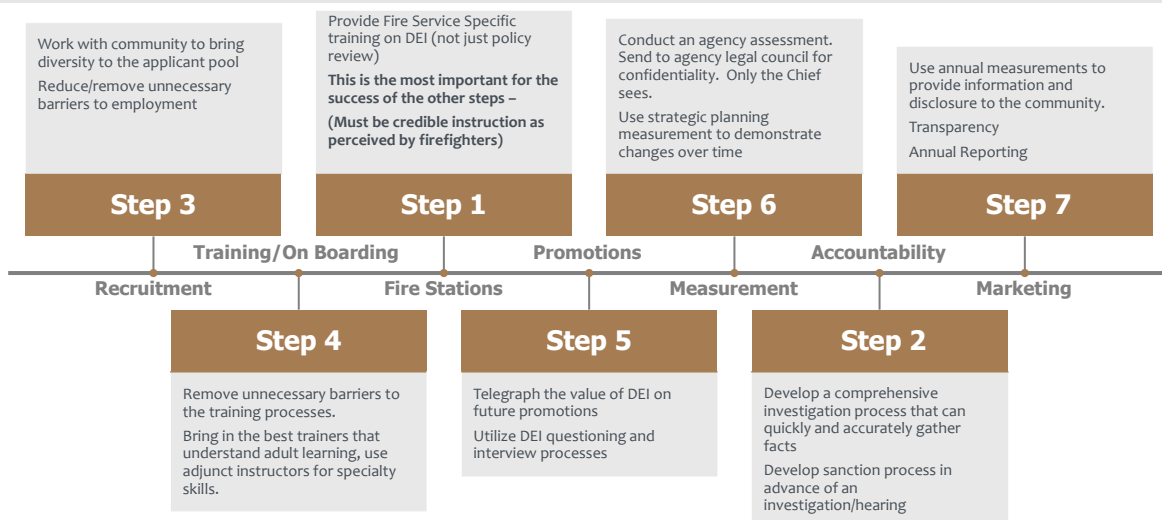 Work with community to bring
diversity to the applicant pool
Reduce/remove unnecessary
barriers to employment
Step 3
Provide Fire Service Specific
training on DEI (not just policy
review)
This is the most important for the
success of the other steps –
(Must be credible instruction as
perceived by firefighters)
Step 1
Conduct an agency assessment.
Send to agency legal council for
confidentiality.  Only the Chief
sees.
Use strategic planning
measurement to demonstrate
changes over time
Step 6
Use annual measurements to
provide information and
disclosure to the community.
Transparency
Annual Reporting
Step 7
Training/On Boarding
Promotions
Accountability
Recruitment
Fire Stations
Measurement
Marketing
Step 4
Remove unnecessary barriers to
the training processes.
Bring in the best trainers that
understand adult learning, use
adjunct instructors for specialty
skills.
Step 5
Telegraph the value of DEI on
future promotions
Utilize DEI questioning and
interview processes
Step 2
Develop a comprehensive
investigation process that can
quickly and accurately gather
facts
Develop sanction process in
advance of an
investigation/hearing